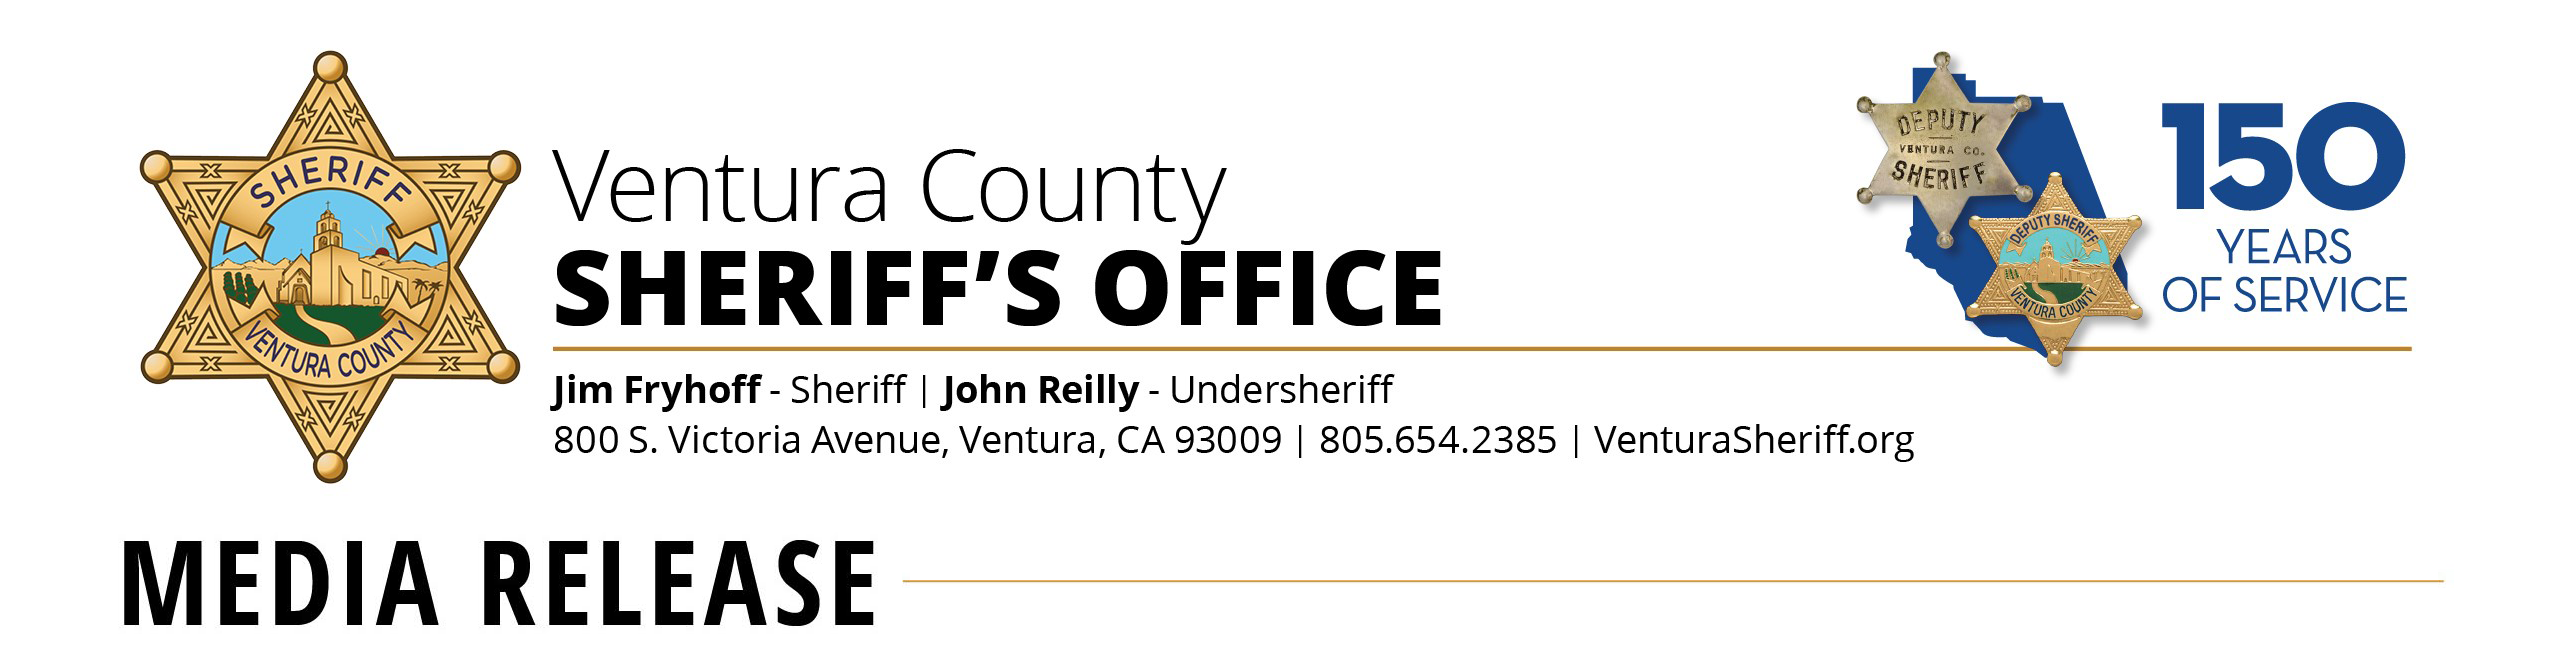 SHERIFF
VENTURA COUNTY
Ventura County
SHERIFF’S OFFICE
Jim Fryhoff - Sheriff | John Reilly - Undersheriff
800 S. Victoria Avenue, Ventura, CA 93009 | 805.654.2385 | VenturaSheriff.org
DEPUTY
VENTURA CO.
SHERIFF
DEPUTY SHERIFF
VENTURA COUNTY
150
YEARS
OF SERVICE
MEDIA RELEASE